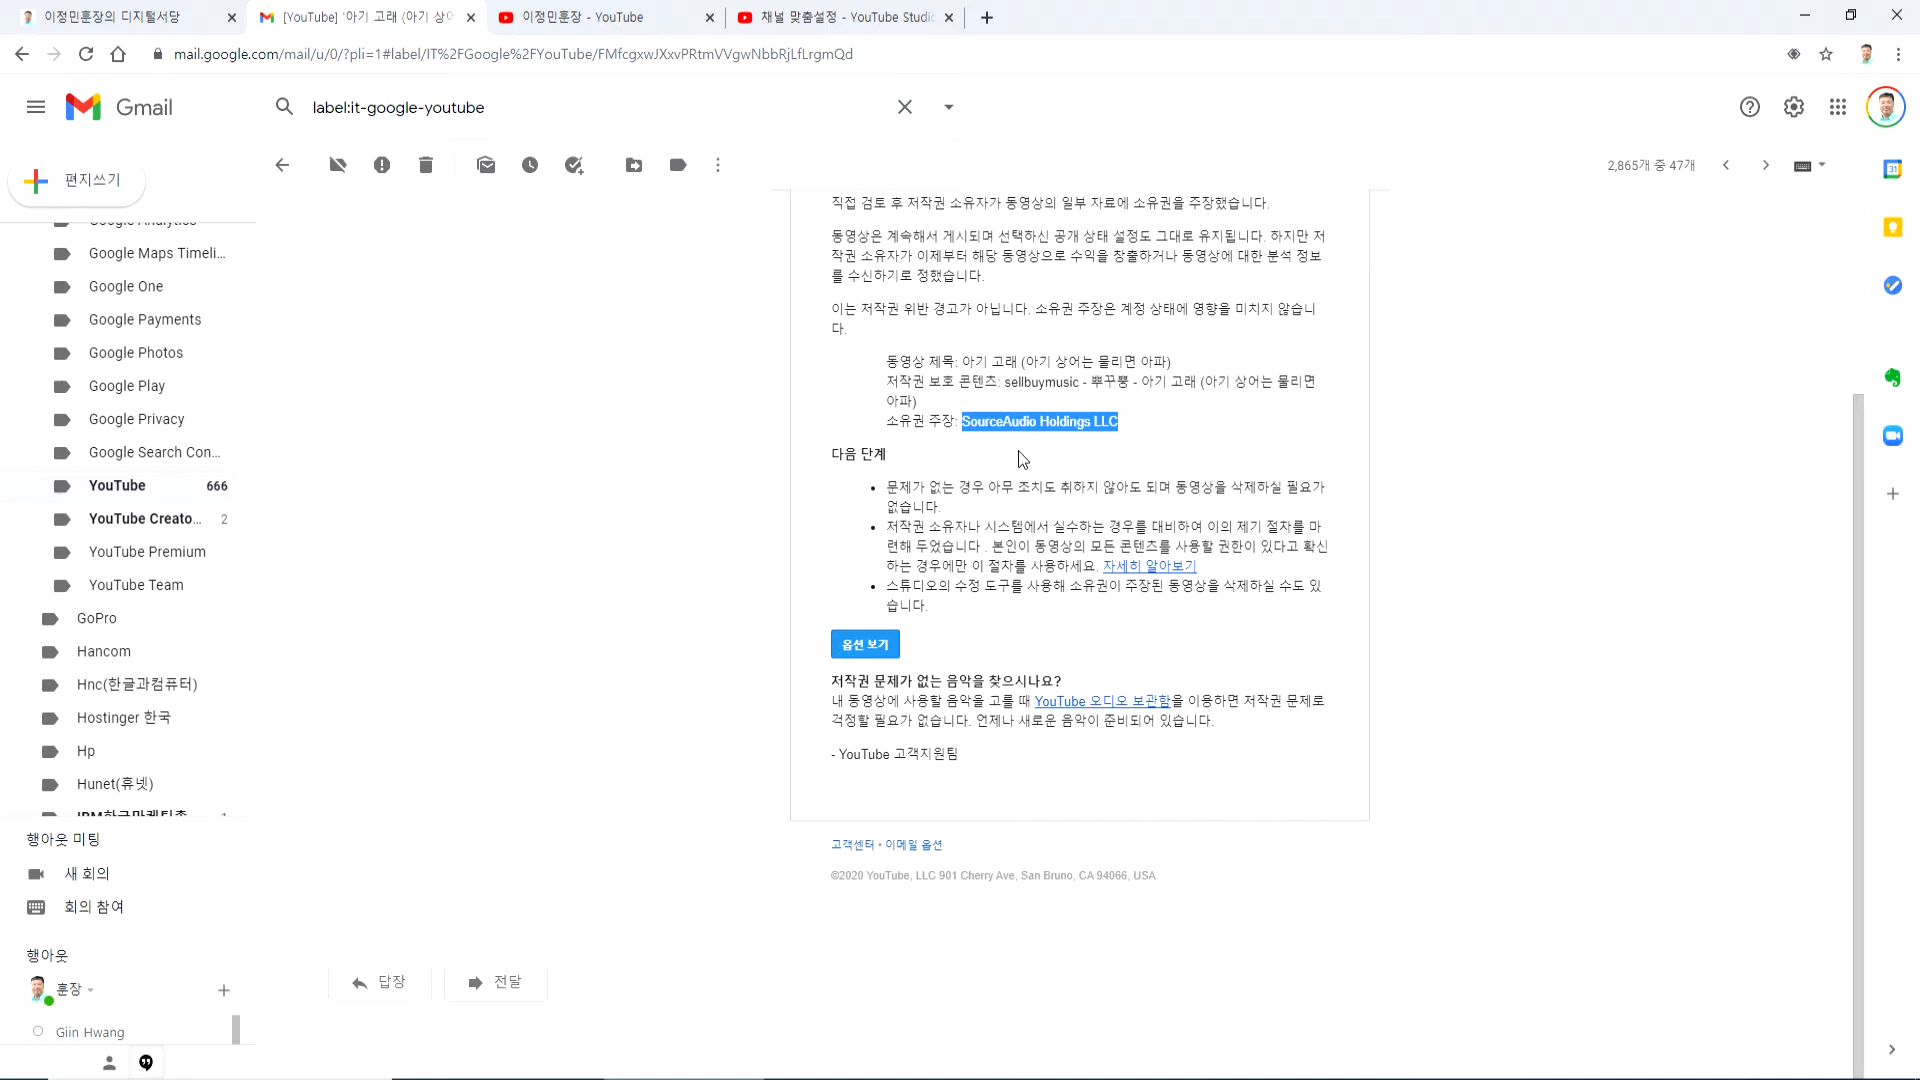 이정민훈장의 디지털서당
[YouTube] '아기 고래 (아기 상어
이정민훈장 - YouTube
채널 맞춤설정 - YouTube Studio
mail.google.com/mail/u/0/?pli=1#label/IT%2FGoogle%2FYouTube/FMfcgxwJXxvPRtmVVgwNbbRjLfLrgmQd
Gmail
label:it-google-youtube
편지쓰기
2,865개 중 47개
31
Google Analytics
Google Maps Timeli...
Google One
Google Payments
Google Photos
Google Play
Google Privacy
Google Search Con...
YouTube 666
YouTube Creato... 2
YouTube Premium
YouTube Team
GoPro
Hancom
Hnc(한글과컴퓨터)
Hostinger 한국
Hp
Hunet(휴넷)
행아웃 미팅
새 회의
회의 참여
행아웃
훈장
Giin Hwang
직접 검토 후 저작권 소유자가 동영상의 일부 자료에 소유권을 주장했습니다.
동영상은 계속해서 게시되며 선택하신 공개 상태 설정도 그대로 유지됩니다. 하지만 저
작권 소유자가 이제부터 해당 동영상으로 수익을 창출하거나 동영상에 대한 분석 정보
를 수신하기로 정했습니다.
이는 저작권 위반 경고가 아닙니다. 소유권 주장은 계정 상태에 영향을 미치지 않습니
다.
동영상 제목: 아기 고래 (아기 상어는 물리면 아파)
저작권 보호 콘텐츠: sellbuymusic - 뿌꾸뿡 - 아기 고래 (아기 상어는 물리면
아파)
소유권 주장: SourceAudio Holdings LLC
다음 단계
• 문제가 없는 경우 아무 조치도 취하지 않아도 되며 동영상을 삭제하실 필요가
없습니다.
• 저작권 소유자나 시스템에서 실수하는 경우를 대비하여 이의 제기 절차를 마
련해 두었습니다 . 본인이 동영상의 모든 콘텐츠를 사용할 권한이 있다고 확신
하는 경우에만 이 절차를 사용하세요. 자세히 알아보기
• 스튜디오의 수정 도구를 사용해 소유권이 주장된 동영상을 삭제하실 수도 있
습니다.
옵션 보기
저작권 문제가 없는 음악을 찾으시나요?
내 동영상에 사용할 음악을 고를 때 YouTube 오디오 보관함을 이용하면 저작권 문제로
걱정할 필요가 없습니다. 언제나 새로운 음악이 준비되어 있습니다.
- YouTube 고객지원팀
고객센터 • 이메일 옵션
©2020 YouTube, LLC 901 Cherry Ave, San Bruno, CA 94066, USA
답장
전달